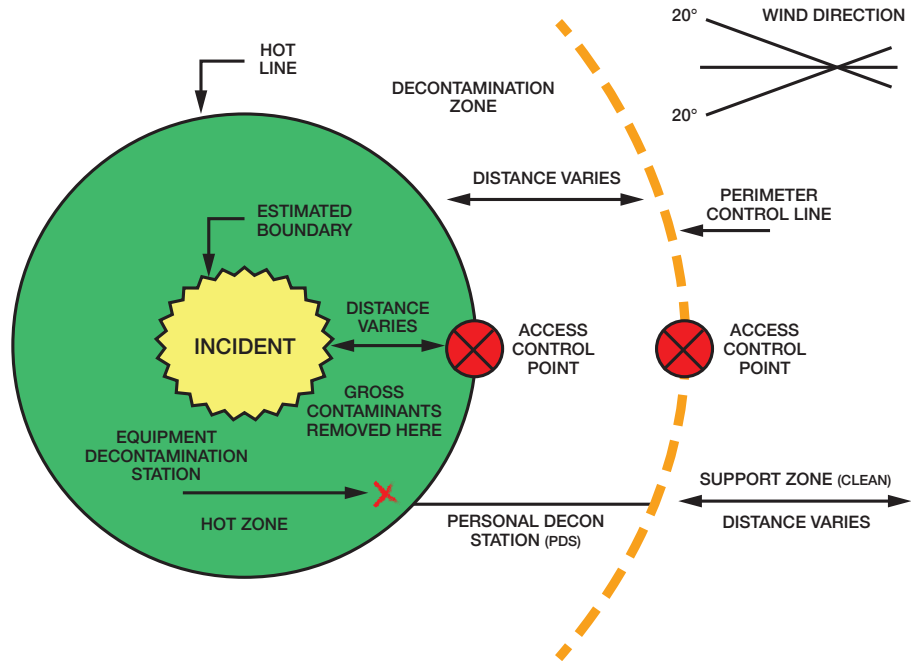 20°
WIND DIRECTION
20°
HOT
LINE
DECONTAMINATION
ZONE
DISTANCE VARIES
PERIMETER
CONTROL LINE
ESTIMATED
BOUNDARY
INCIDENT
DISTANCE
VARIES
ACCESS
CONTROL
POINT
ACCESS
CONTROL
POINT
GROSS
CONTAMINANTS
REMOVED HERE
EQUIPMENT
DECONTAMINATION
STATION
HOT ZONE
PERSONAL DECON
STATION (PDS)
SUPPORT ZONE (CLEAN)
DISTANCE VARIES